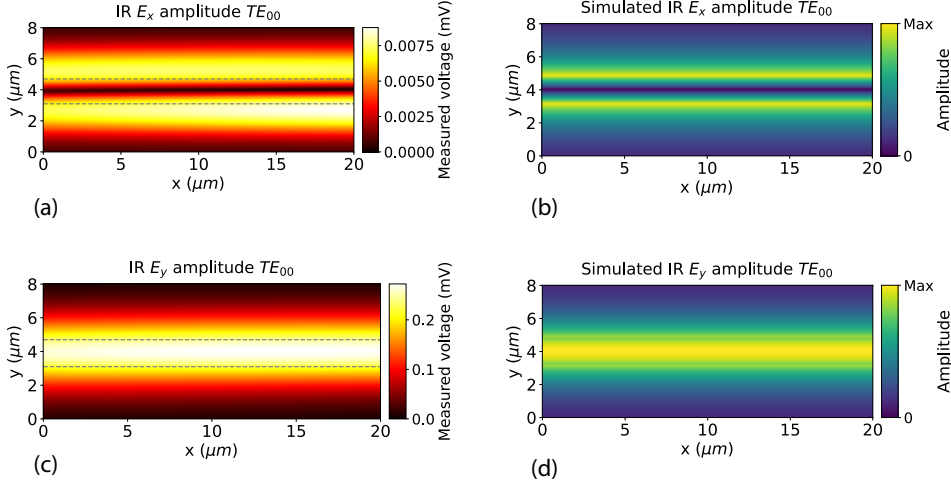 IR Ex amplitude TE00
8
6
4
2
0
y (μm)
0 5 10 15 20
x (μm)
0.0075
0.0050
0.0025
0.0000
Measured voltage (mV)
(a)
Simulated IR Ex amplitude TE00
8
6
4
2
0
y (μm)
0 5 10 15 20
x (μm)
Max
0
Amplitude
(b)
IR Ey amplitude TE00
8
6
4
2
0
y (μm)
0 5 10 15 20
x (μm)
0.2
0.1
0.0
Measured voltage (mV)
(c)
Simulated IR Ey amplitude TE00
8
6
4
2
0
y (μm)
0 5 10 15 20
x (μm)
Max
0
Amplitude
(d)